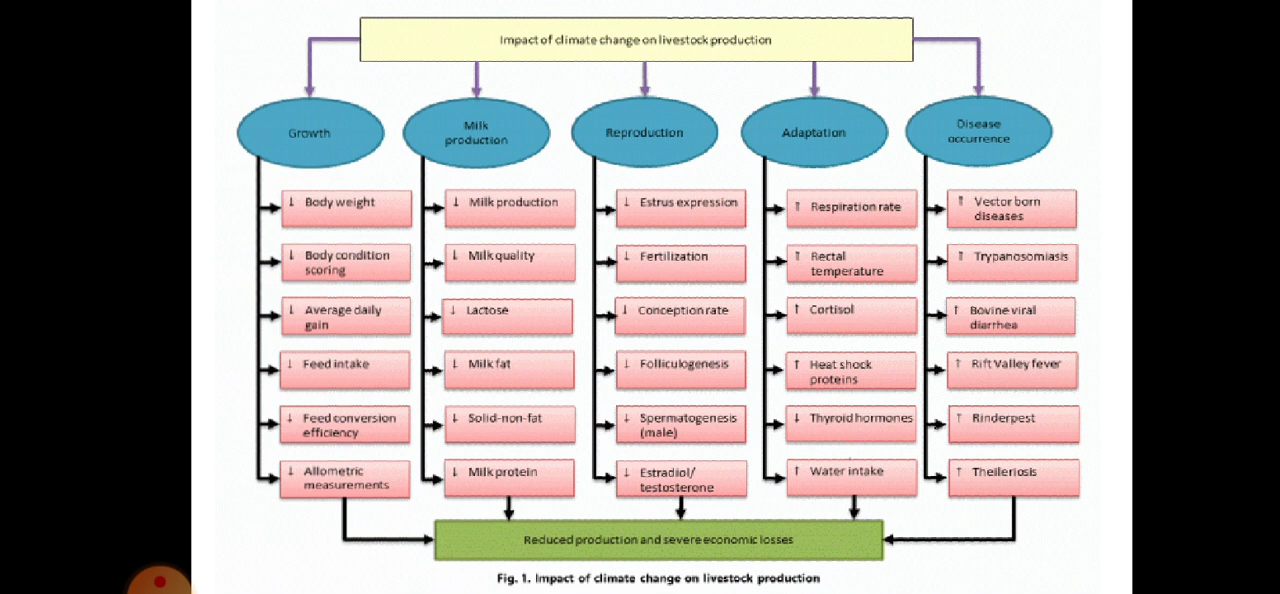 Impact of climate change on livestock production
Growth
Milk
production
Reproduction
Adaptation
Disease
occurrence
↓ Body weight
↓ Body condition
scoring
↓ Average daily
gain
↓ Feed intake
↓ Feed conversion
efficiency
↓ Allometric
measurements
↓ Milk production
↓ Milk quality
↓ Lactose
↓ Milk fat
↓ Solid-non-fat
↓ Milk protein
↓ Estrus expression
↓ Fertilization
↓ Conception rate
↓ Folliculogenesis
↓ Spermatogenesis
(male)
↓ Estradiol/
testosterone
↑ Respiration rate
↑ Rectal
temperature
↑ Cortisol
↑ Heat shock
proteins
↓ Thyroid hormones
↑ Water intake
↑ Vector born
diseases
↑ Trypanosomiasis
↑ Bovine viral
diarrhea
↑ Rift Valley fever
↑ Rinderpest
↑ Theileriosis
Reduced production and severe economic losses
Fig. 1. Impact of climate change on livestock production